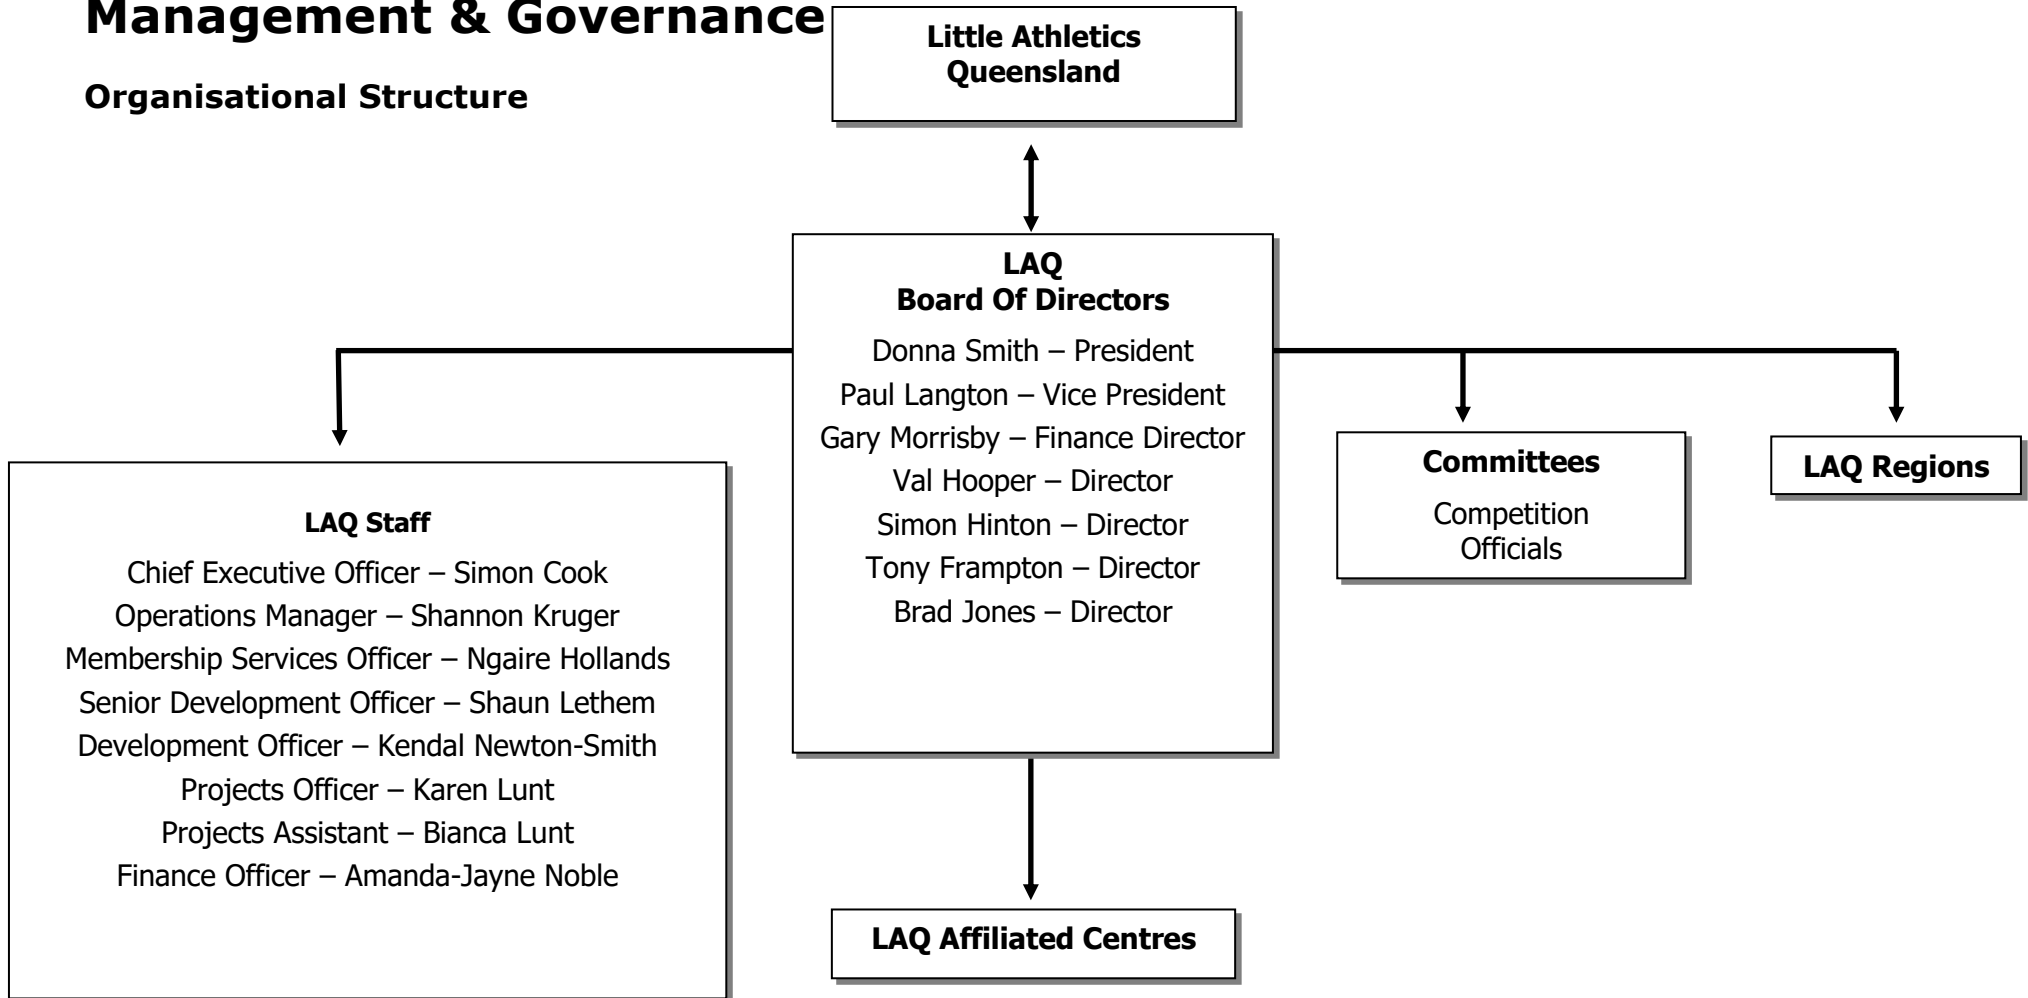 Management & Governance
Organisational Structure
Little Athletics
Queensland
LAQ
Board Of Directors
Donna Smith – President
Paul Langton – Vice President
Gary Morrisby – Finance Director
Val Hooper – Director
Simon Hinton – Director
Tony Frampton – Director
Brad Jones – Director
LAQ Staff
Chief Executive Officer – Simon Cook
Operations Manager – Shannon Kruger
Membership Services Officer – Ngaire Hollands
Senior Development Officer – Shaun Lethem
Development Officer – Kendal Newton-Smith
Projects Officer – Karen Lunt
Projects Assistant – Bianca Lunt
Finance Officer – Amanda-Jayne Noble
Committees
Competition
Officials
LAQ Regions
LAQ Affiliated Centres